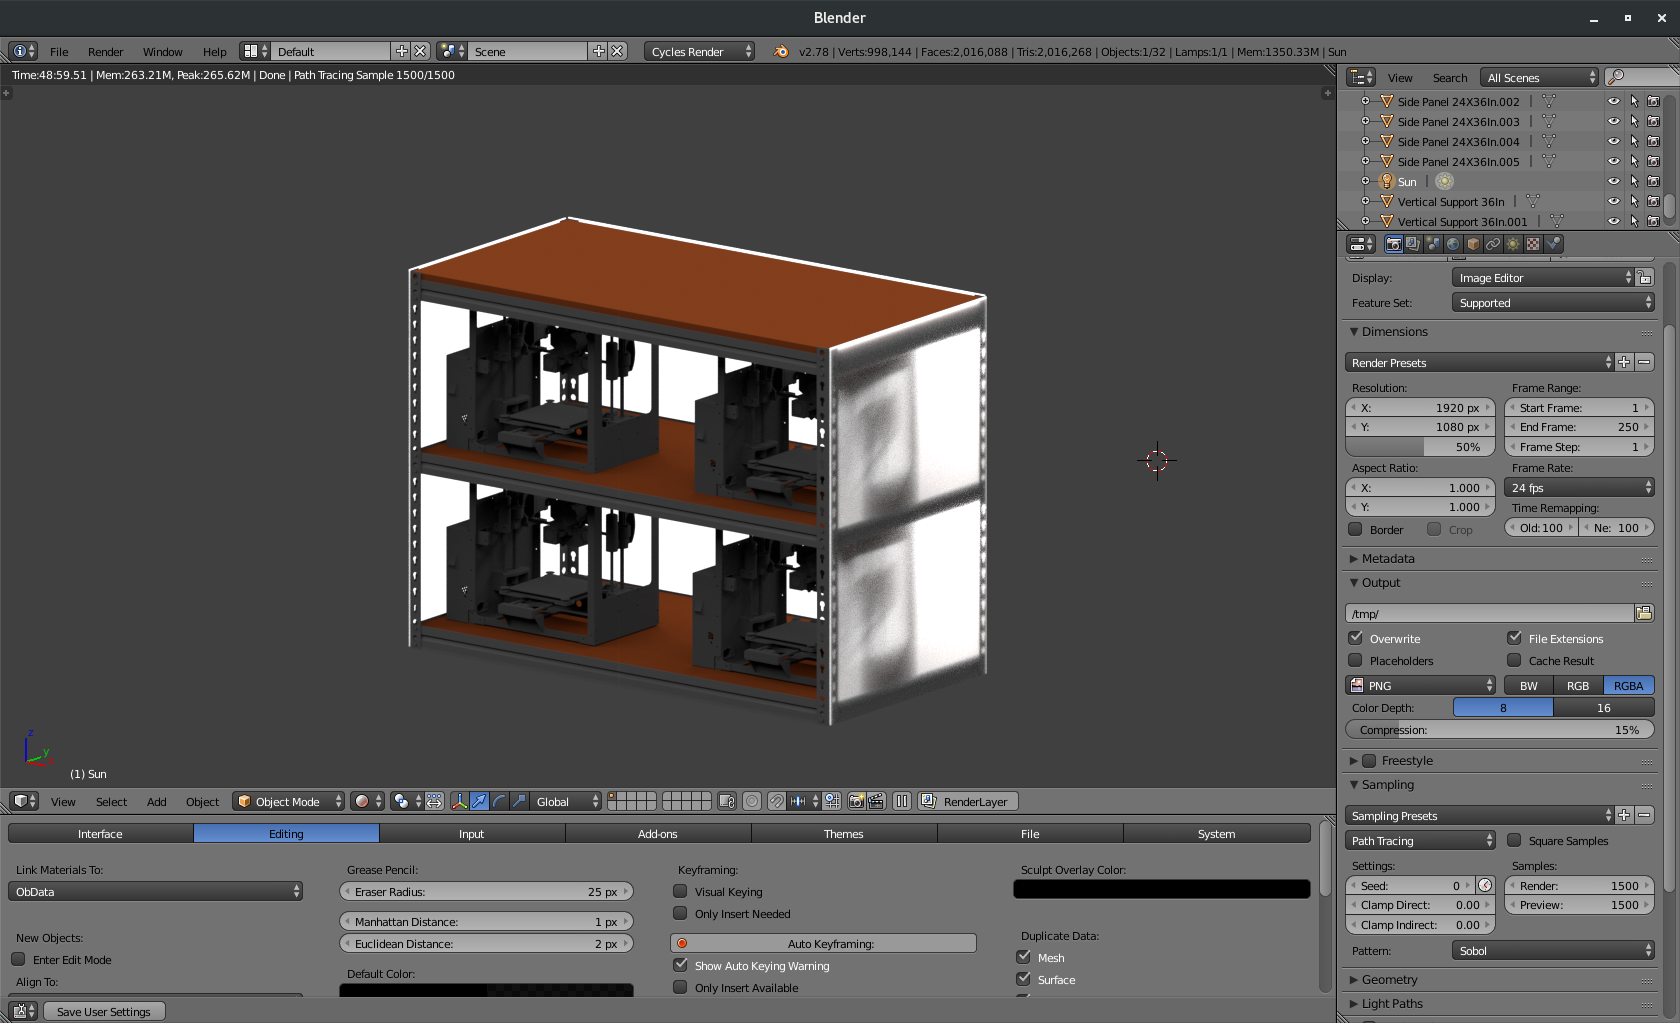 Blender
File Render Window Help Default Scene Cycles Render v2.78 | Verts:998,144 | Faces:2,016,088 | Tris:2,016,268 | Objects:1/32 | Lamps:1/1 | Mem:1350.33M | Sun
Time:48:59.51 | Mem:263.21M, Peak:265.62M | Done | Path Tracing Sample 1500/1500
View Search All Scenes
Side Panel 24X36In.002
Side Panel 24X36In.003
Side Panel 24X36In.004
Side Panel 24X36In.005
Sun
Vertical Support 36In
Vertical Support 36In.001
Display: Image Editor
Feature Set: Supported
Dimensions
Render Presets
Resolution: Frame Range:
X: 1920 px Start Frame: 1
Y: 1080 px End Frame: 250
50% Frame Step: 1
Aspect Ratio: Frame Rate:
X: 1.000 24 fps
Y: 1.000 Time Remapping:
Border Crop Old: 100 Ne: 100
Metadata
Output
/tmp/
Overwrite File Extensions
Placeholders Cache Result
PNG BW RGB RGBA
Color Depth: 8 16
Compression: 15%
Freestyle
Sampling
Sampling Presets
Path Tracing Square Samples
Settings: Samples:
Seed: 0 Render: 1500
Clamp Direct: 0.00 Preview: 1500
Clamp Indirect: 0.00
Pattern: Sobol
Geometry
Light Paths
z
y
(1) Sun
View Select Add Object Object Mode Global RenderLayer
Interface Editing Input Add-ons Themes File System
Link Materials To: Grease Pencil: Keyframing: Sculpt Overlay Color:
ObData Eraser Radius: 25 px Visual Keying
Manhattan Distance: 1 px Only Insert Needed
New Objects: Euclidean Distance: 2 px Auto Keyframing: Duplicate Data:
Enter Edit Mode Show Auto Keying Warning Mesh
Align To: Default Color: Only Insert Available Surface
Save User Settings